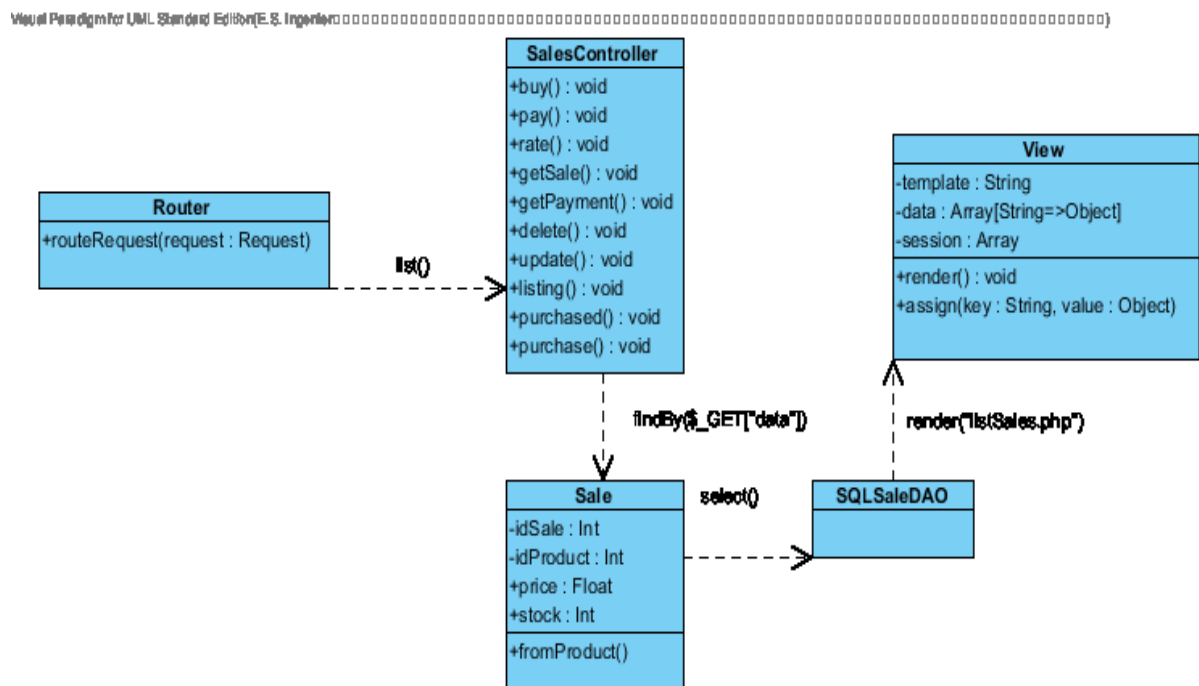 Visual Paradigm for UML Standard Edition(E.S. Ingenieri
SalesController
+buy() : void
+pay() : void
+rate() : void
+getSale() : void
+getPayment() : void
+delete() : void
+update() : void
+listing() : void
+purchased() : void
+purchase() : void
View
-template : String
-data : Array[String=>Object]
-session : Array
+render() : void
+assign(key : String, value : Object)
Router
+routeRequest(request : Request)
list()
findBy($_GET["data"])
render("listSales.php")
Sale
-idSale : Int
-idProduct : Int
+price : Float
+stock : Int
+fromProduct()
select()
SQLSaleDAO